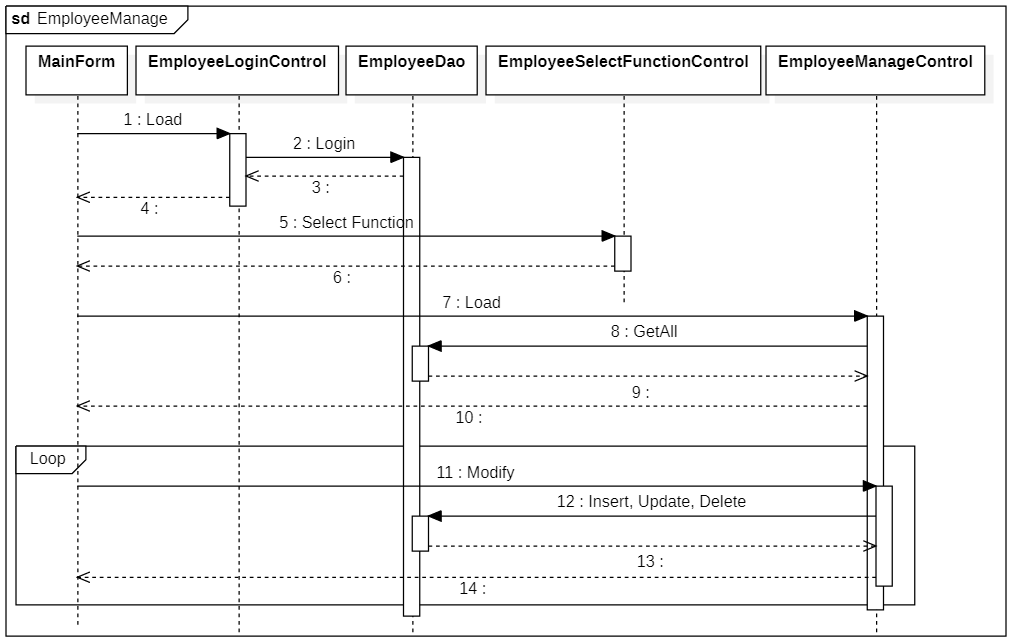 sd EmployeeManage
MainForm
EmployeeLoginControl
EmployeeDao
EmployeeSelectFunctionControl
EmployeeManageControl
1 : Load
2 : Login
3 :
4 :
5 : Select Function
6 :
7 : Load
8 : GetAll
9 :
10 :
Loop
11 : Modify
12 : Insert, Update, Delete
13 :
14 :